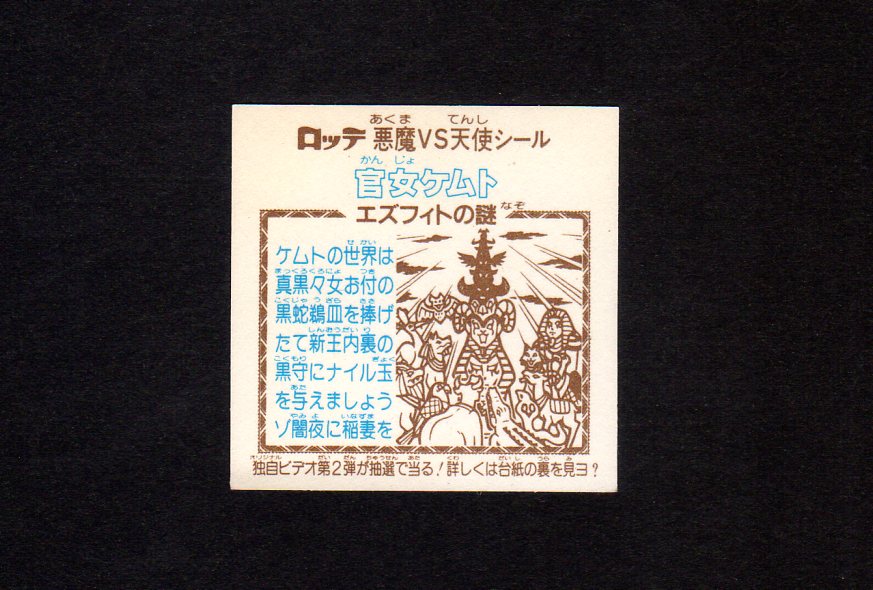 ロッテ 悪魔VS天使シール
官女ケムト
エズフィトの謎
ケムトの世界は
真黒々女お付の
黒蛇鵜皿を捧げ
たて新王内裏の
黒守にナイル玉
を与えましょう
ゾ闇夜に稲妻を
独自ビデオ第2弾が抽選で当る!詳しくは台紙の裏を見ヨ?